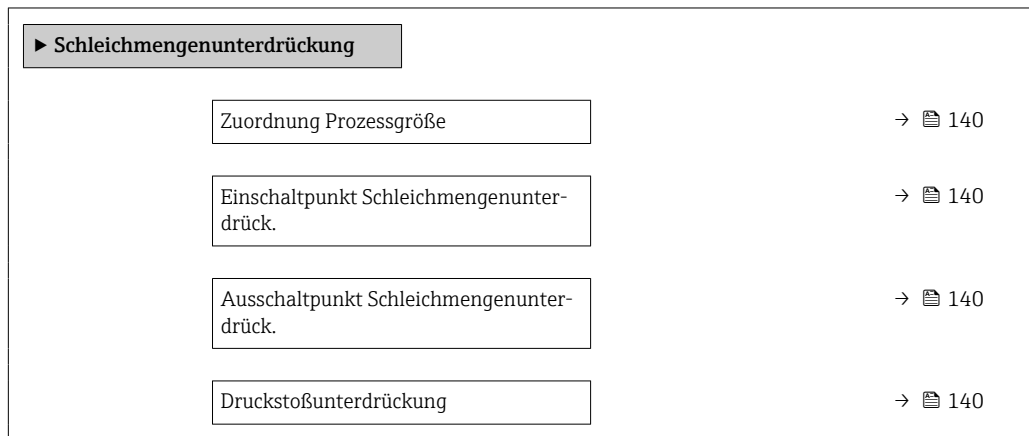 ► Schleichmengenunterdrückung
Zuordnung Prozessgröße → 140
Einschaltpunkt Schleichmengenunter-
drück. → 140
Ausschaltpunkt Schleichmengenunter-
drück. → 140
Druckstoßunterdrückung → 140